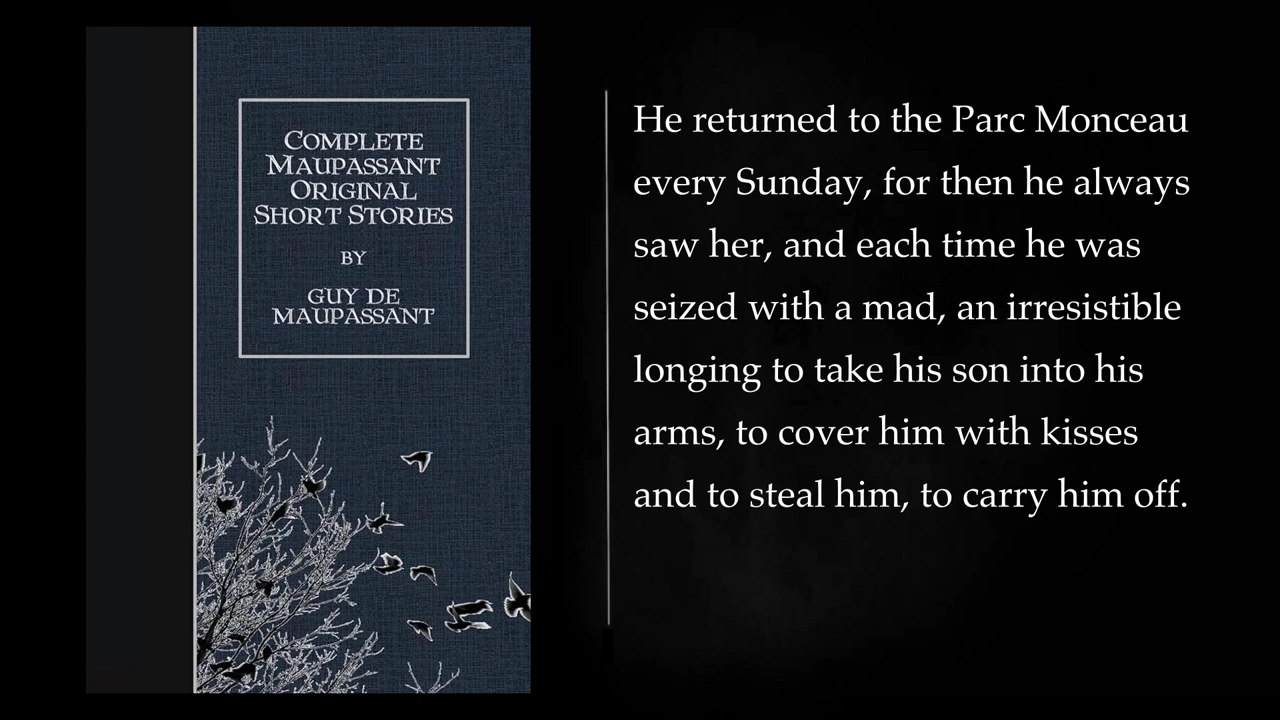 COMPLETE
MAUPASSANT
ORIGINAL
SHORT STORIES
BY
GUY DE
MAUPASSANT
He returned to the Parc Monceau
every Sunday, for then he always
saw her, and each time he was
seized with a mad, an irresistible
longing to take his son into his
arms, to cover him with kisses
and to steal him, to carry him off.